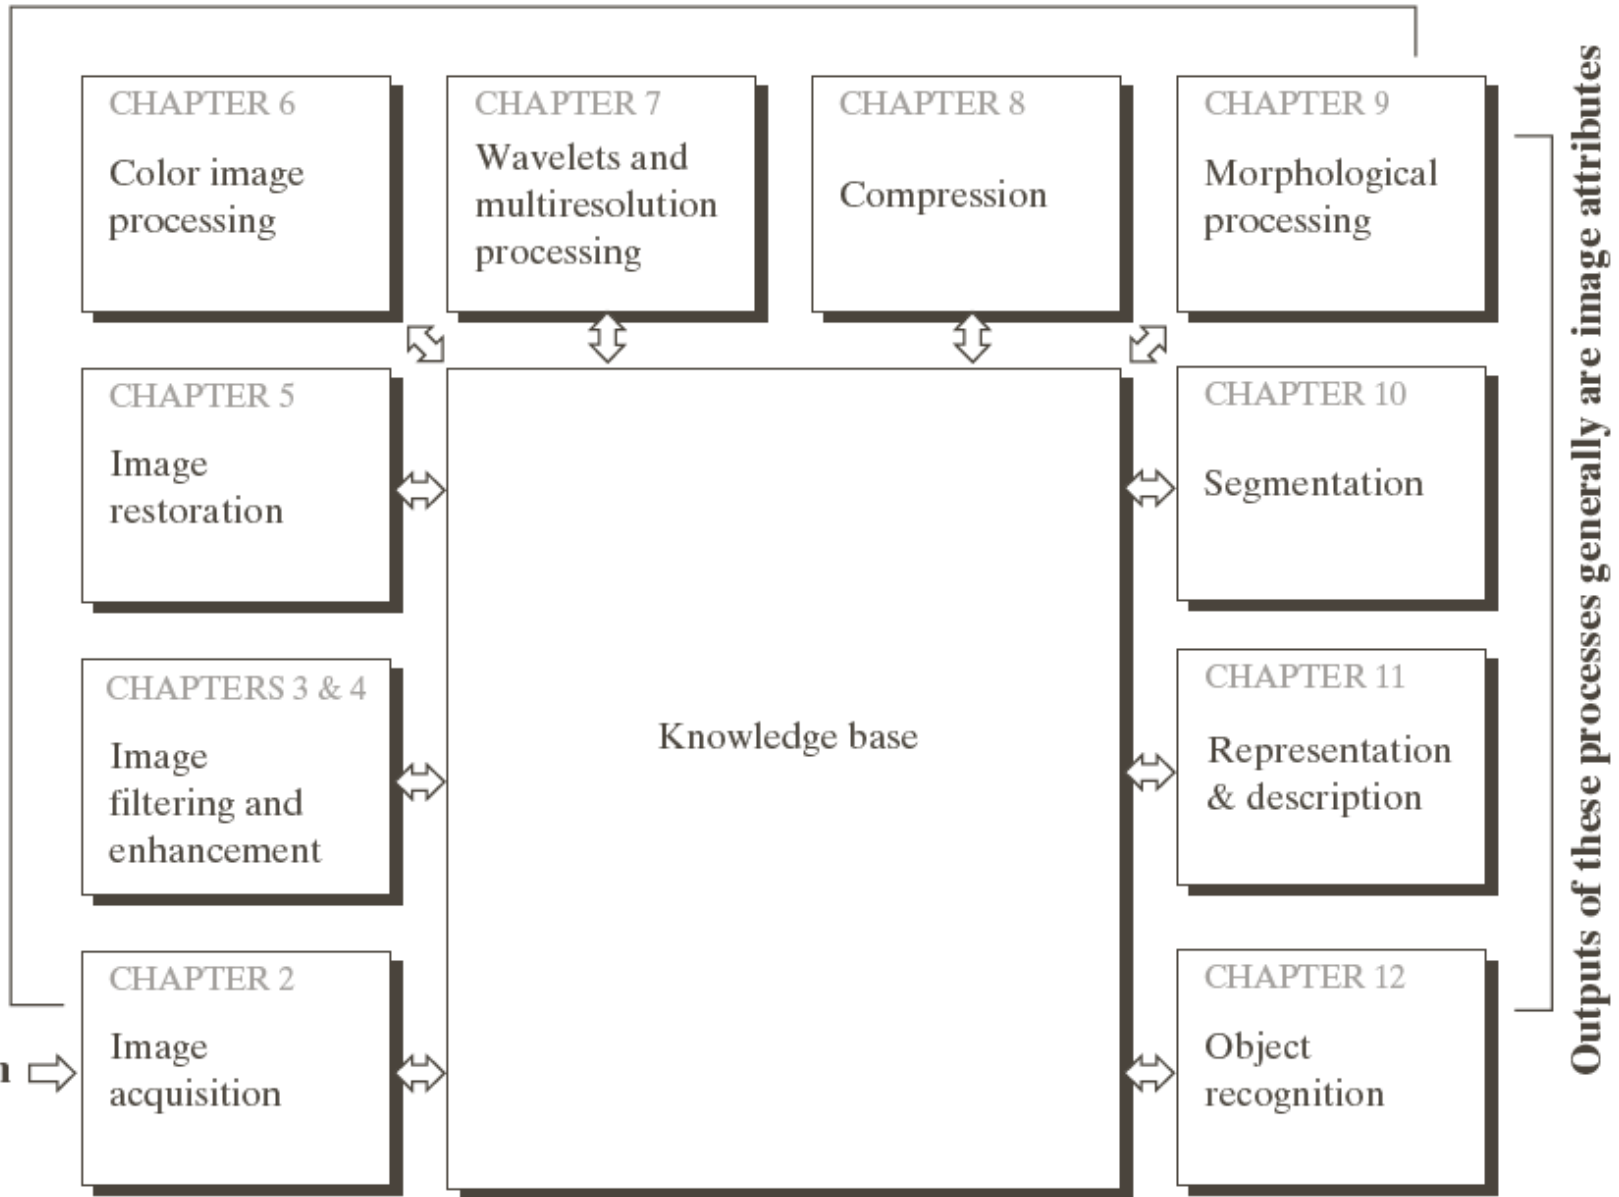 CHAPTER 6
Color image
processing
CHAPTER 7
Wavelets and
multiresolution
processing
CHAPTER 8
Compression
CHAPTER 9
Morphological
processing
CHAPTER 5
Image
restoration
CHAPTER 10
Segmentation
CHAPTERS 3 & 4
Image
filtering and
enhancement
Knowledge base
CHAPTER 11
Representation
& description
CHAPTER 2
Image
acquisition
CHAPTER 12
Object
recognition
Outputs of these processes generally are image attributes